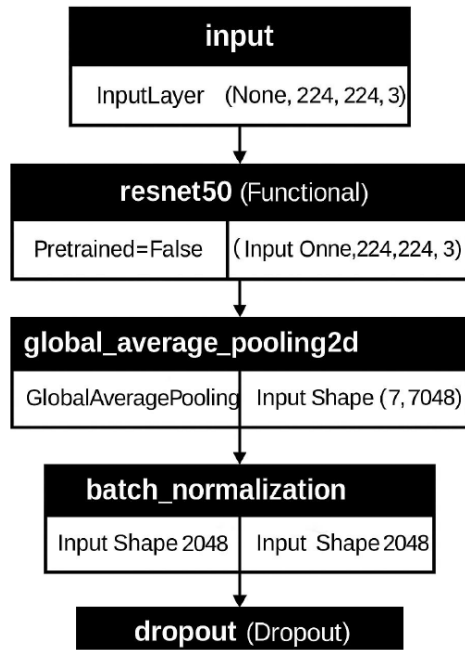 input
InputLayer (None, 224, 224, 3)
resnet50 (Functional)
Pretrained=False (Input Onne,224,224, 3)
global_average_pooling2d
GlobalAveragePooling Input Shape (7,7048)
batch_normalization
Input Shape 2048 Input Shape 2048
dropout (Dropout)